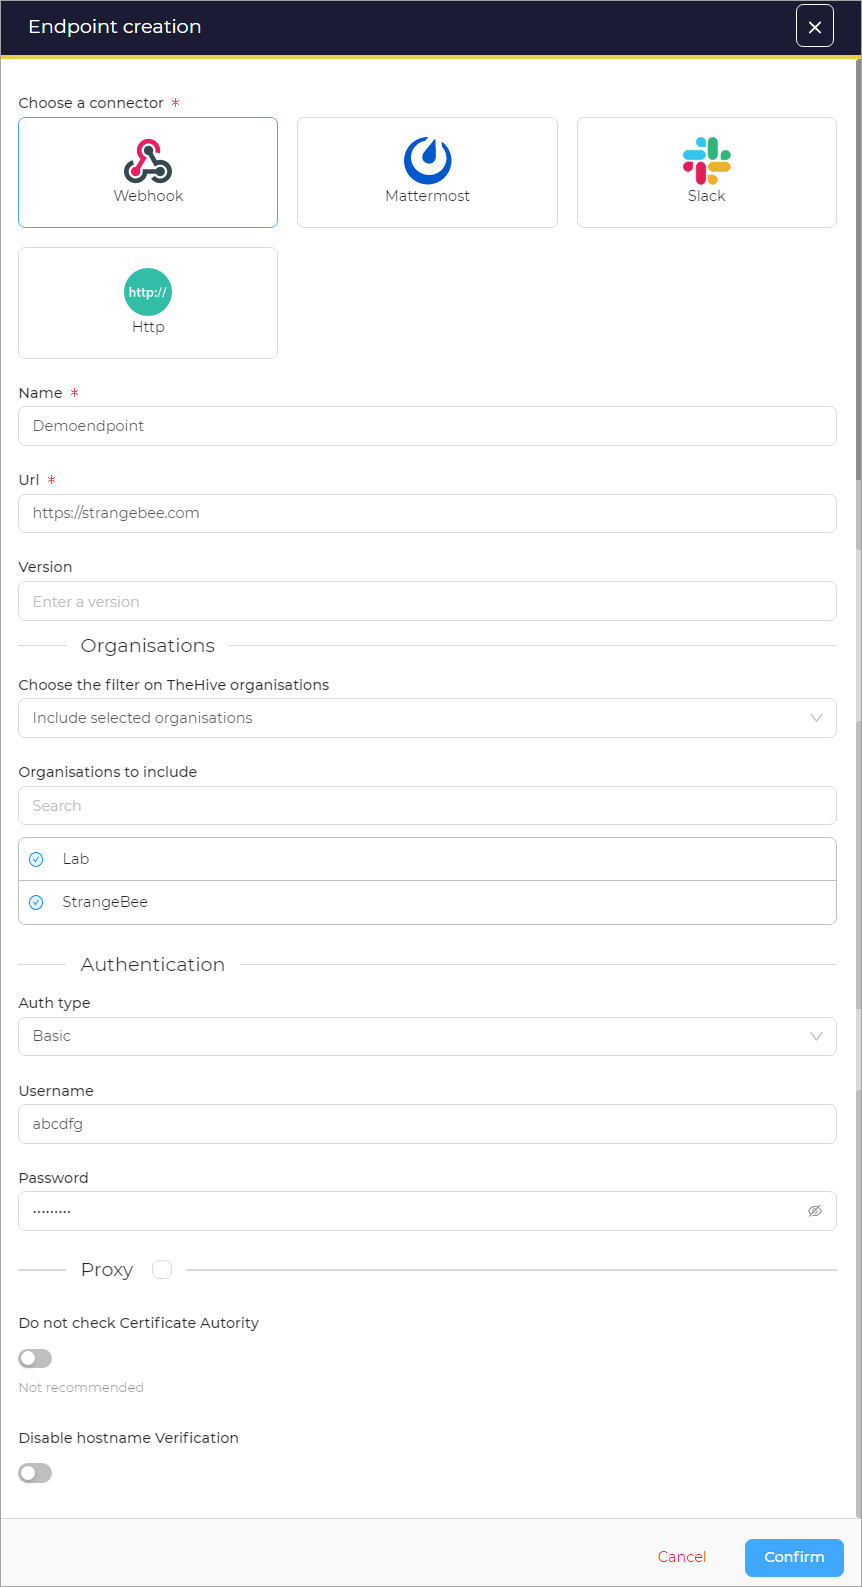 Endpoint creation
Choose a connector *
Webhook
Mattermost
Slack
http://
Http
Name *
Demoendpoint
Url *
https://strangebee.com
Version
Enter a version
Organisations
Choose the filter on TheHive organisations
Include selected organisations
Organisations to include
Search
Lab
StrangeBee
Authentication
Auth type
Basic
Username
abcdfg
Password
·········
Proxy
Do not check Certificate Autority
Not recommended
Disable hostname Verification
Cancel
Confirm